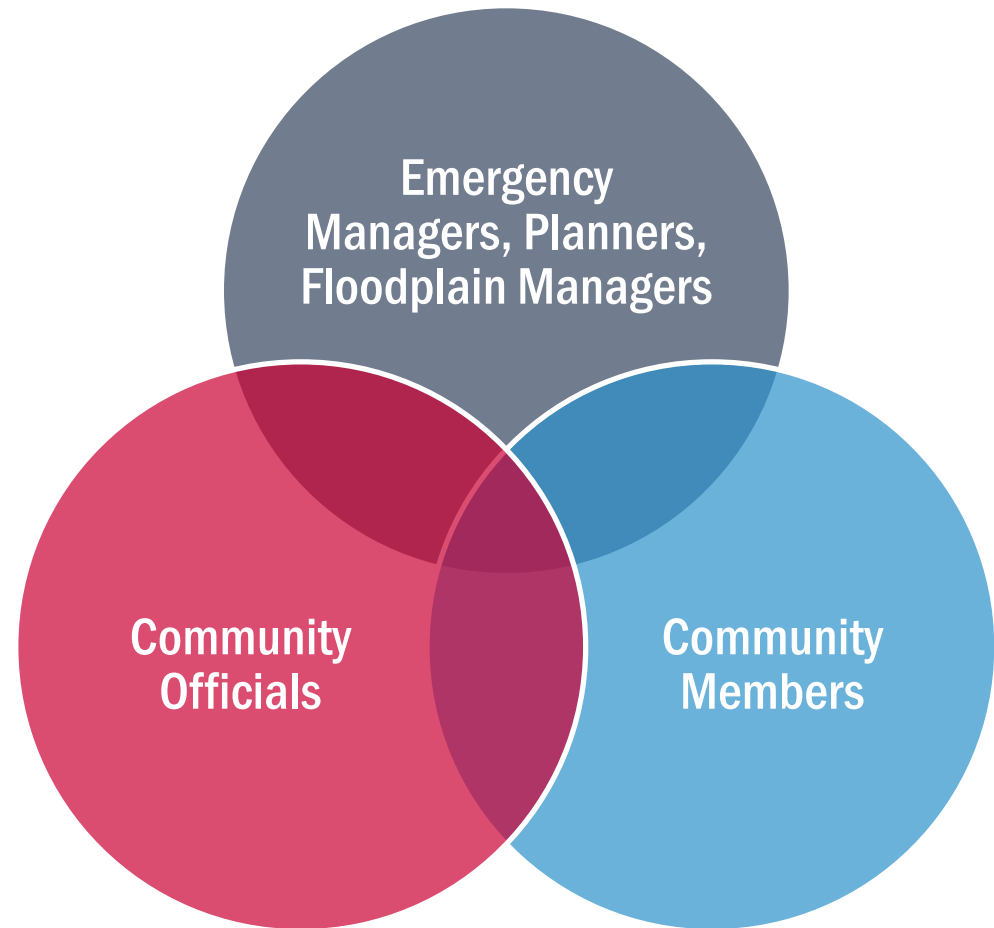 Emergency
Managers, Planners,
Floodplain Managers
Community
Officials
Community
Members